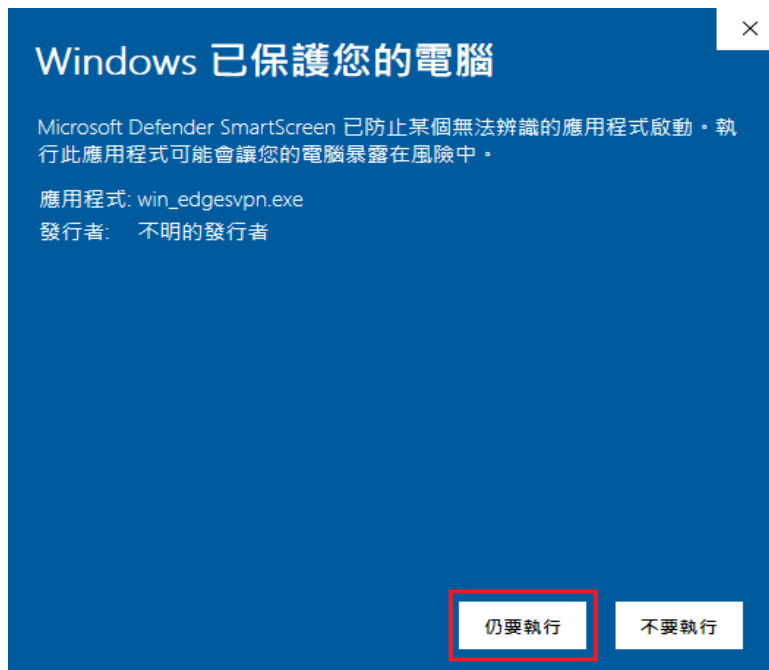 Windows 已保護您的電腦
Microsoft Defender SmartScreen 已防止某個無法辨識的應用程式啟動。執
行此應用程式可能會讓您的電腦暴露在風險中。
應用程式: win_edgesvpn.exe
發行者: 不明的發行者
仍要執行 不要執行